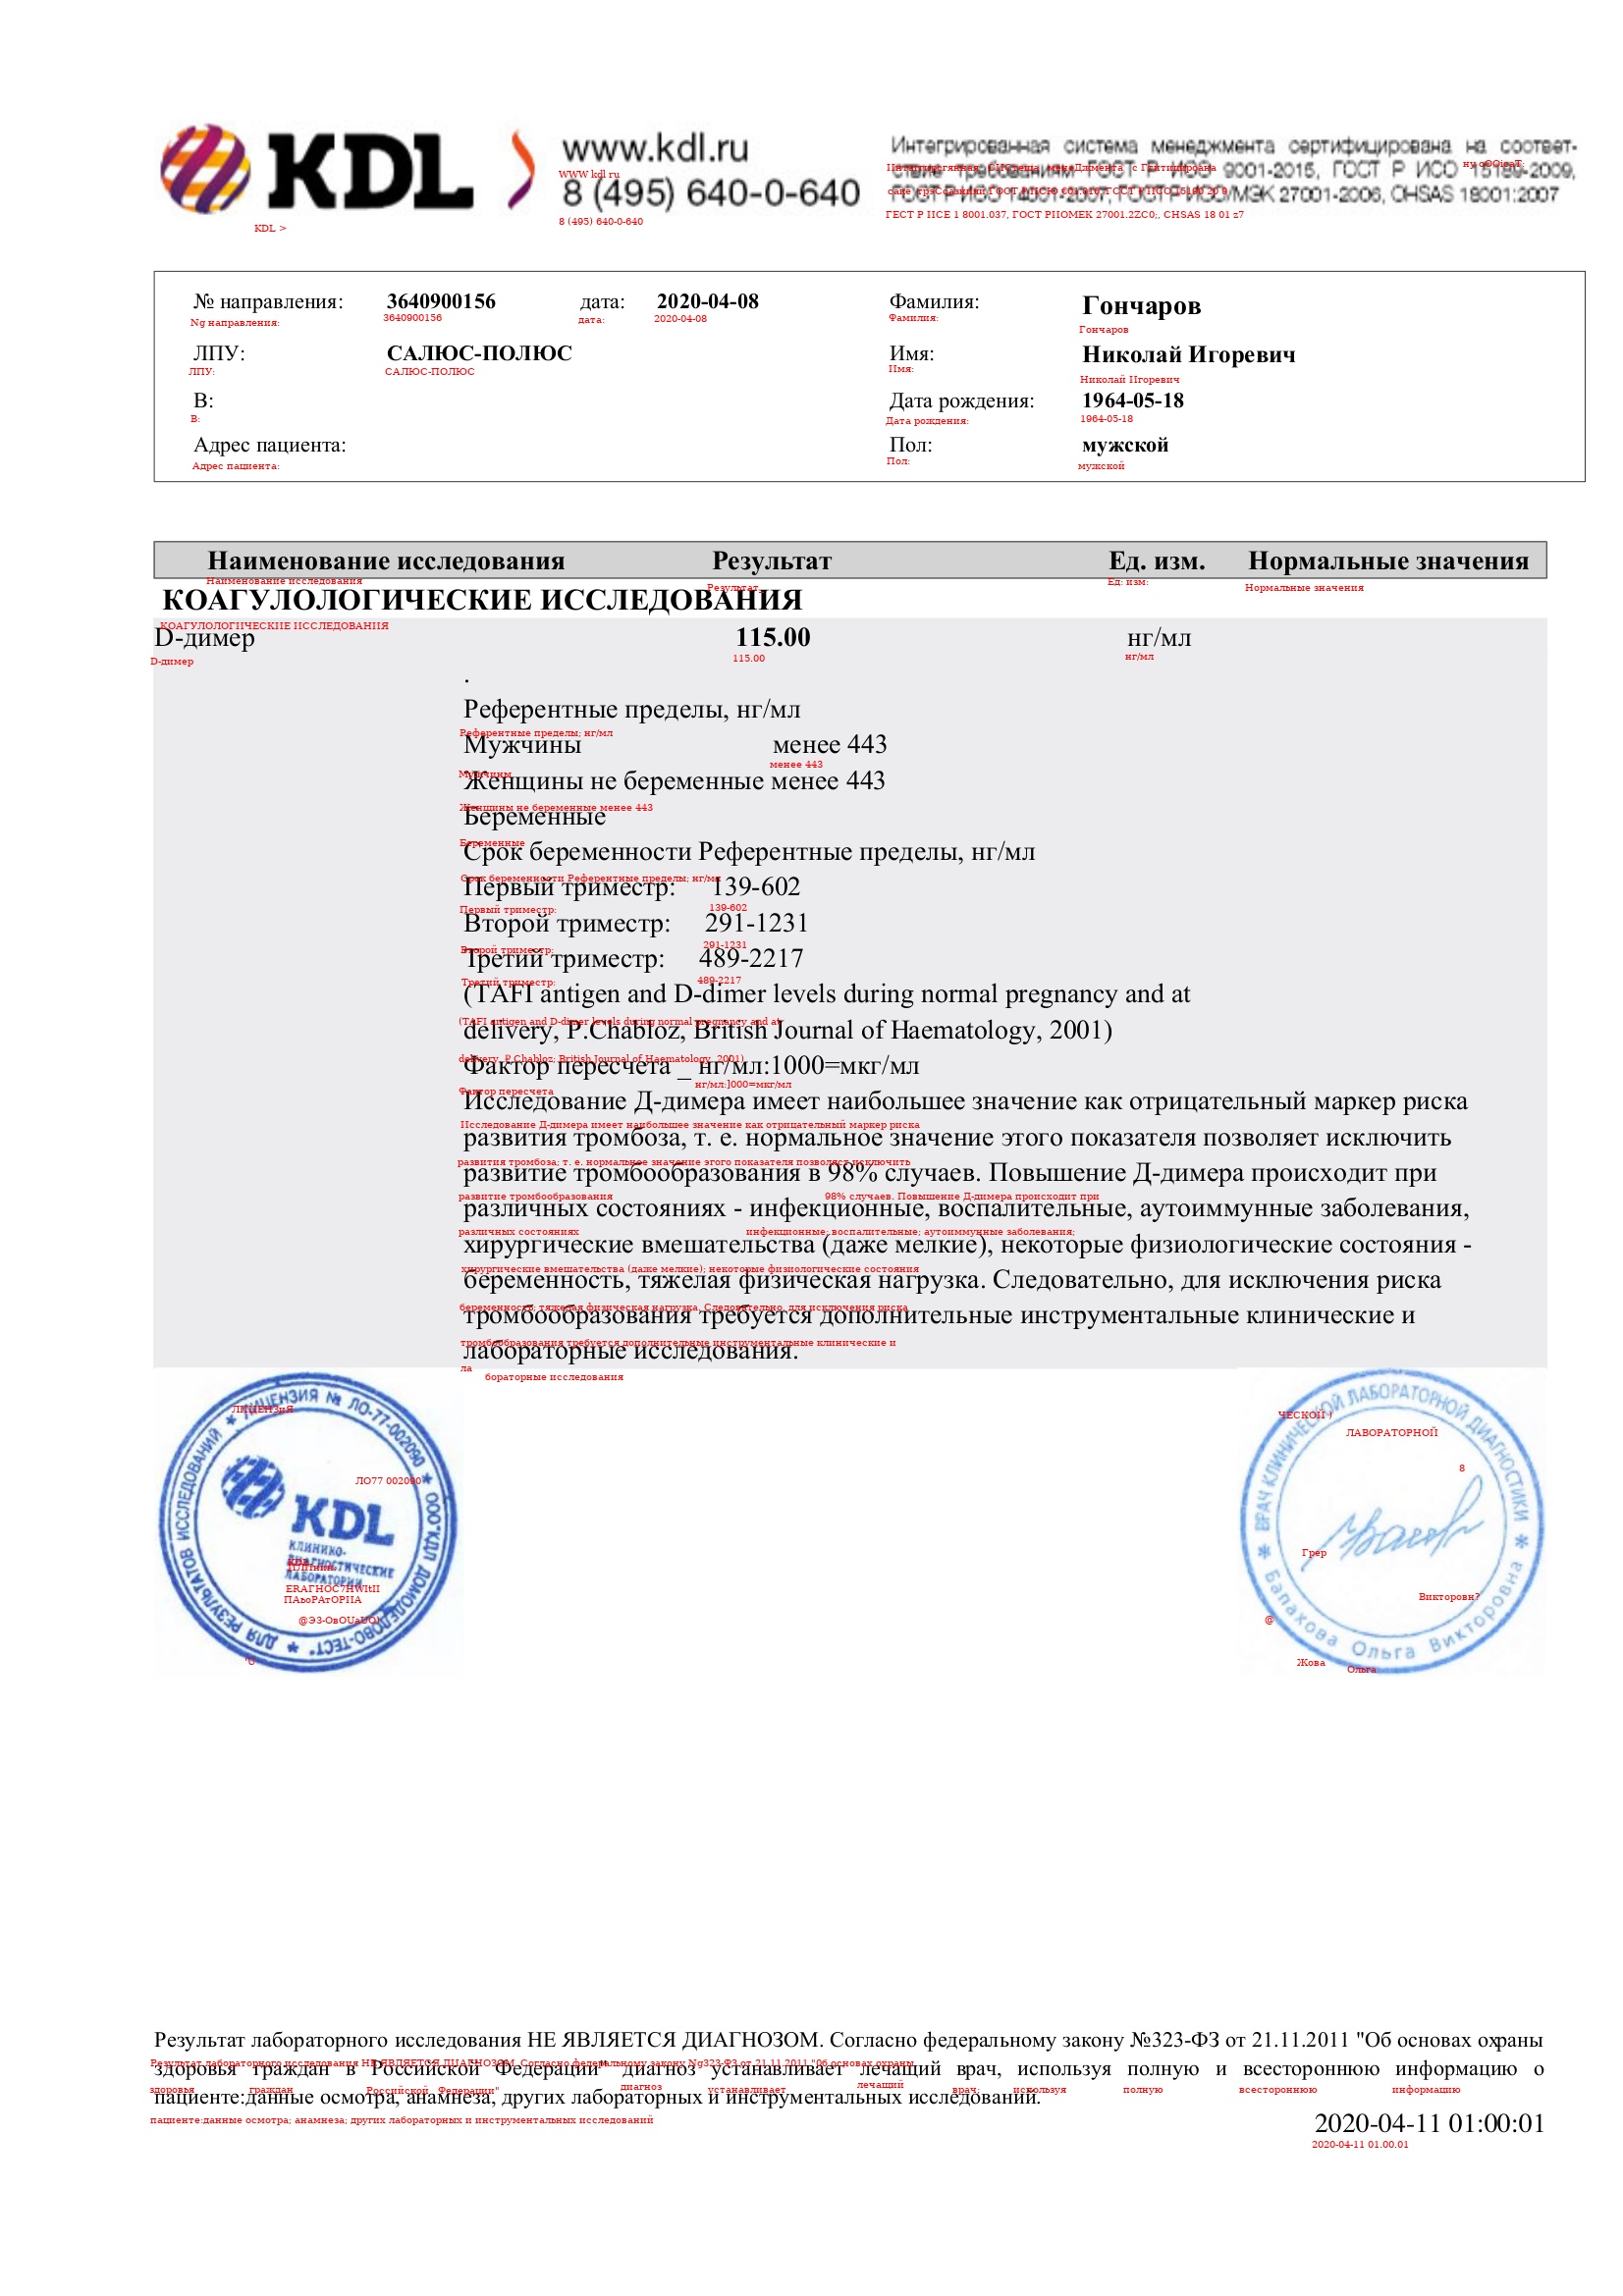 KDL
www.kdl.ru
8 (495) 640-0-640
Интегрированная система менеджмента сертифицирована на соответ-
ствие требованиям ГОСТ Р ИСО 9001-2015, ГОСТ Р ИСО 15189-2009,
ГОСТ Р ИСО 14001-2007, ГОСТ Р ИСО/МЭК 27001-2006, OHSAS 18001:2007
№ направления: 3640900156 дата: 2020-04-08 Фамилия: Гончаров
ЛПУ: САЛЮС-ПОЛЮС Имя: Николай Игоревич
В: Дата рождения: 1964-05-18
Адрес пациента: Пол: мужской
Наименование исследования Результат Ед. изм. Нормальные значения
КОАГУЛОЛОГИЧЕСКИЕ ИССЛЕДОВАНИЯ
D-димер 115.00 нг/мл
.
Референтные пределы, нг/мл
Мужчины менее 443
Женщины не беременные менее 443
Беременные
Срок беременности Референтные пределы, нг/мл
Первый триместр: 139-602
Второй триместр: 291-1231
Третий триместр: 489-2217
(TAFI antigen and D-dimer levels during normal pregnancy and at
delivery, P.Chabloz, British Journal of Haematology, 2001)
Фактор пересчета _ нг/мл:1000=мкг/мл
Исследование Д-димера имеет наибольшее значение как отрицательный маркер риска
развития тромбоза, т. е. нормальное значение этого показателя позволяет исключить
развитие тромбообразования в 98% случаев. Повышение Д-димера происходит при
различных состояниях - инфекционные, воспалительные, аутоиммунные заболевания,
хирургические вмешательства (даже мелкие), некоторые физиологические состояния -
беременность, тяжелая физическая нагрузка. Следовательно, для исключения риска
тромбообразования требуется дополнительные инструментальные клинические и
лабораторные исследования.
ЛИЦЕНЗИЯ № ЛО-77-002090 * ООО"КДЛ ДОМОДЕДОВО-ТЕСТ" * ДЛЯ РЕЗУЛЬТАТОВ ИССЛЕДОВАНИЙ *
KDL
КЛИНИКО-
ДИАГНОСТИЧЕСКИЕ
ЛАБОРАТОРИИ
* ВРАЧ КЛИНИЧЕСКОЙ ЛАБОРАТОРНОЙ ДИАГНОСТИКИ *
Балахова Ольга Викторовна
Результат лабораторного исследования НЕ ЯВЛЯЕТСЯ ДИАГНОЗОМ. Согласно федеральному закону №323-ФЗ от 21.11.2011 "Об основах охраны
здоровья граждан в Российской Федерации" диагноз устанавливает лечащий врач, используя полную и всестороннюю информацию о
пациенте:данные осмотра, анамнеза, других лабораторных и инструментальных исследований.
2020-04-11 01:00:01